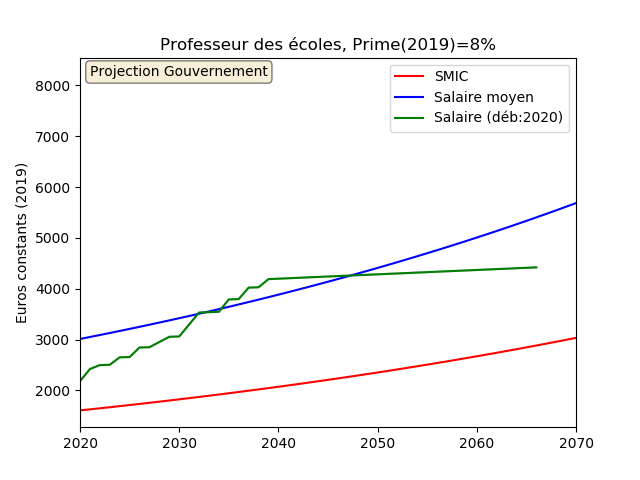 Professeur des écoles, Prime(2019)=8%
Projection Gouvernement
SMIC
Salaire moyen
Salaire (déb:2020)
Euros constants (2019)
8000
7000
6000
5000
4000
3000
2000
2020 2030 2040 2050 2060 2070